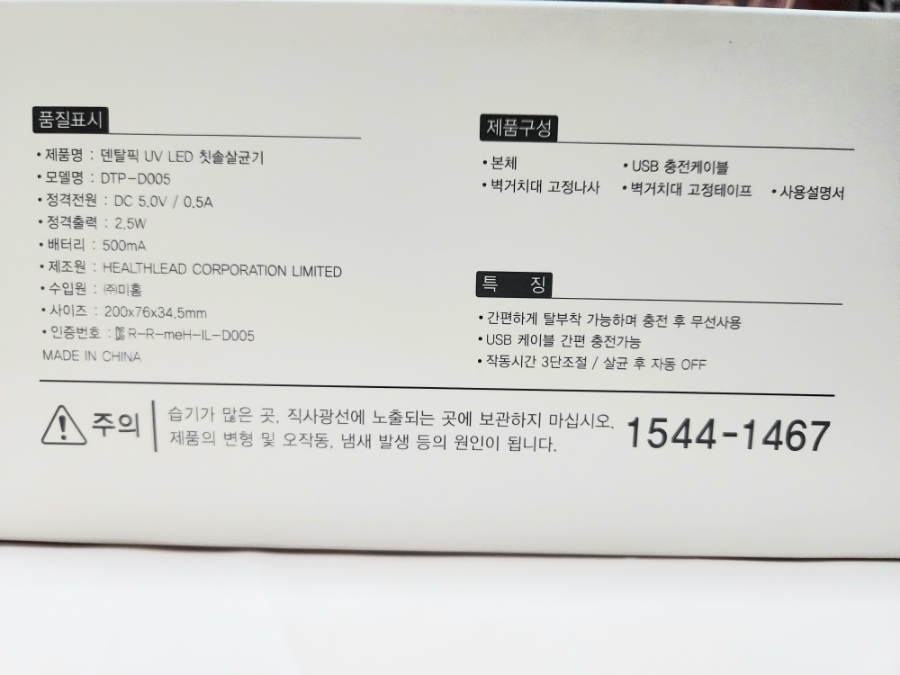 품질표시
• 제품명 : 덴탈픽 UV LED 칫솔살균기
• 모델명 : DTP-D005
• 정격전원 : DC 5.0V / 0.5A
• 정격출력 : 2.5W
• 배터리 : 500mA
• 제조원 : HEALTHLEAD CORPORATION LIMITED
• 수입원 : ㈜미홈
• 사이즈 : 200x76x34.5mm
• 인증번호 : R-R-meH-IL-D005
MADE IN CHINA
제품구성
• 본체 • USB 충전케이블
• 벽거치대 고정나사 • 벽거치대 고정테이프 • 사용설명서
특 징
• 간편하게 탈부착 가능하며 충전 후 무선사용
• USB 케이블 간편 충전가능
• 작동시간 3단조절 / 살균 후 자동 OFF
주의
습기가 많은 곳, 직사광선에 노출되는 곳에 보관하지 마십시오.
제품의 변형 및 오작동, 냄새 발생 등의 원인이 됩니다.
1544-1467